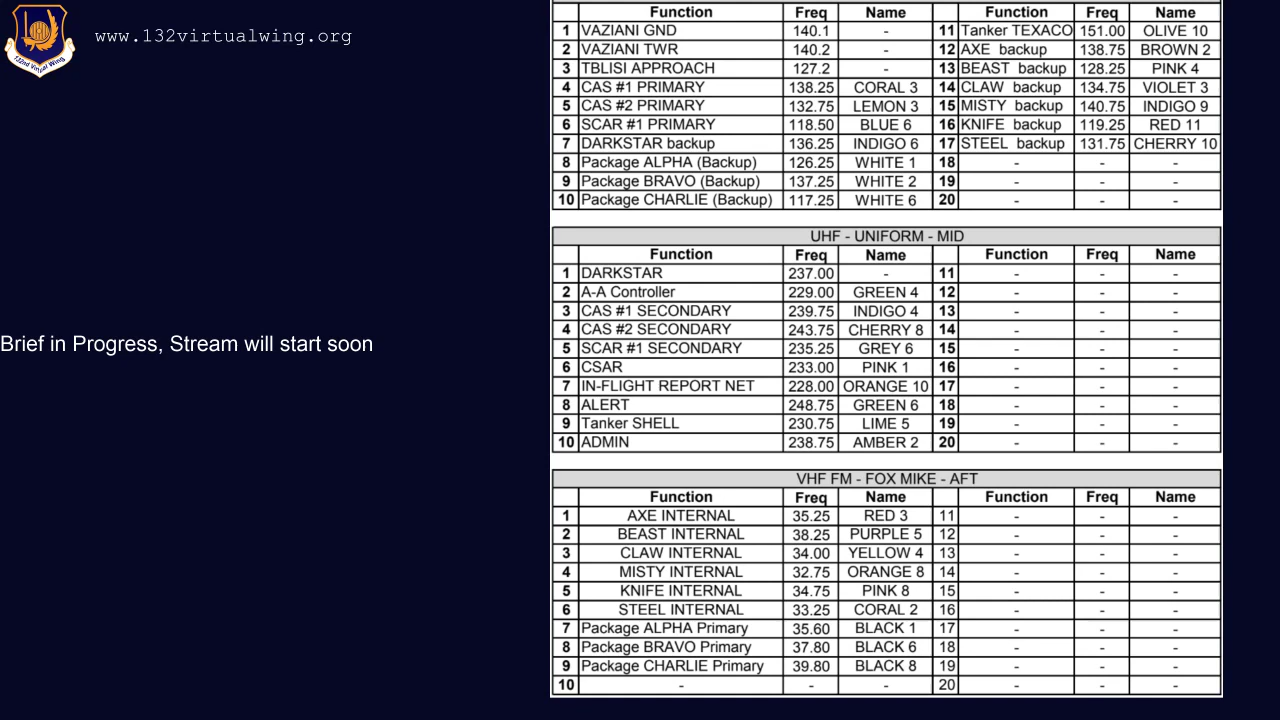 www.132virtualwing.org
132nd Virtual Wing
Brief in Progress, Stream will start soon
Function Freq Name Function Freq Name
1 VAZIANI GND 140.1 - 11 Tanker TEXACO 151.00 OLIVE 10
2 VAZIANI TWR 140.2 - 12 AXE backup 138.75 BROWN 2
3 TBLISI APPROACH 127.2 - 13 BEAST backup 128.25 PINK 4
4 CAS #1 PRIMARY 138.25 CORAL 3 14 CLAW backup 134.75 VIOLET 3
5 CAS #2 PRIMARY 132.75 LEMON 3 15 MISTY backup 140.75 INDIGO 9
6 SCAR #1 PRIMARY 118.50 BLUE 6 16 KNIFE backup 119.25 RED 11
7 DARKSTAR backup 136.25 INDIGO 6 17 STEEL backup 131.75 CHERRY 10
8 Package ALPHA (Backup) 126.25 WHITE 1 18 - - -
9 Package BRAVO (Backup) 137.25 WHITE 2 19 - - -
10 Package CHARLIE (Backup) 117.25 WHITE 6 20 - - -
UHF - UNIFORM - MID
Function Freq Name Function Freq Name
1 DARKSTAR 237.00 - 11 - - -
2 A-A Controller 229.00 GREEN 4 12 - - -
3 CAS #1 SECONDARY 239.75 INDIGO 4 13 - - -
4 CAS #2 SECONDARY 243.75 CHERRY 8 14 - - -
5 SCAR #1 SECONDARY 235.25 GREY 6 15 - - -
6 CSAR 233.00 PINK 1 16 - - -
7 IN-FLIGHT REPORT NET 228.00 ORANGE 10 17 - - -
8 ALERT 248.75 GREEN 6 18 - - -
9 Tanker SHELL 230.75 LIME 5 19 - - -
10 ADMIN 238.75 AMBER 2 20 - - -
VHF FM - FOX MIKE - AFT
Function Freq Name Function Freq Name
1 AXE INTERNAL 35.25 RED 3 11 - - -
2 BEAST INTERNAL 38.25 PURPLE 5 12 - - -
3 CLAW INTERNAL 34.00 YELLOW 4 13 - - -
4 MISTY INTERNAL 32.75 ORANGE 8 14 - - -
5 KNIFE INTERNAL 34.75 PINK 8 15 - - -
6 STEEL INTERNAL 33.25 CORAL 2 16 - - -
7 Package ALPHA Primary 35.60 BLACK 1 17 - - -
8 Package BRAVO Primary 37.80 BLACK 6 18 - - -
9 Package CHARLIE Primary 39.80 BLACK 8 19 - - -
10 - - - 20 - - -